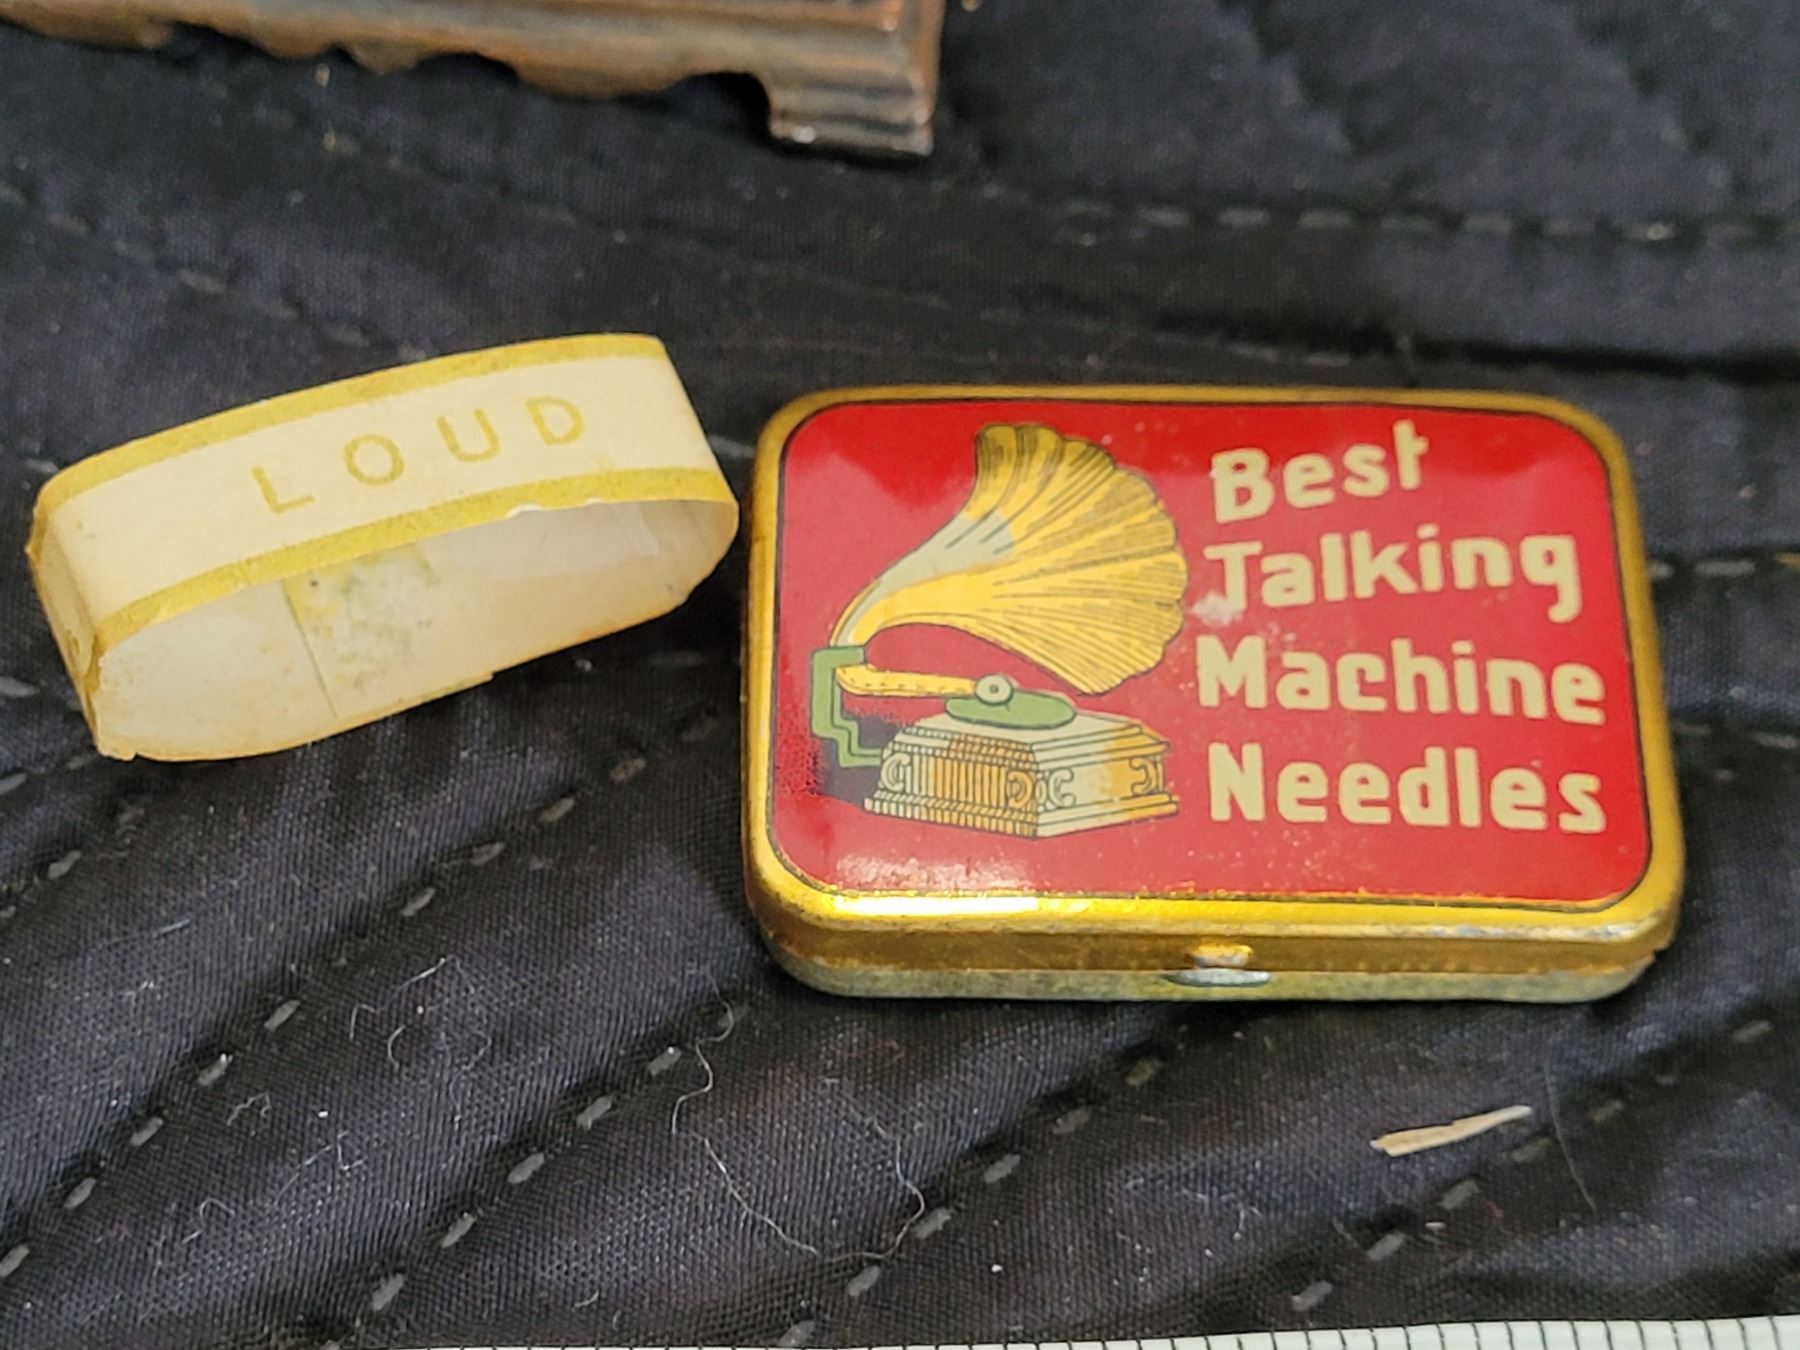 LOUD
Best
Talking
Machine
Needles